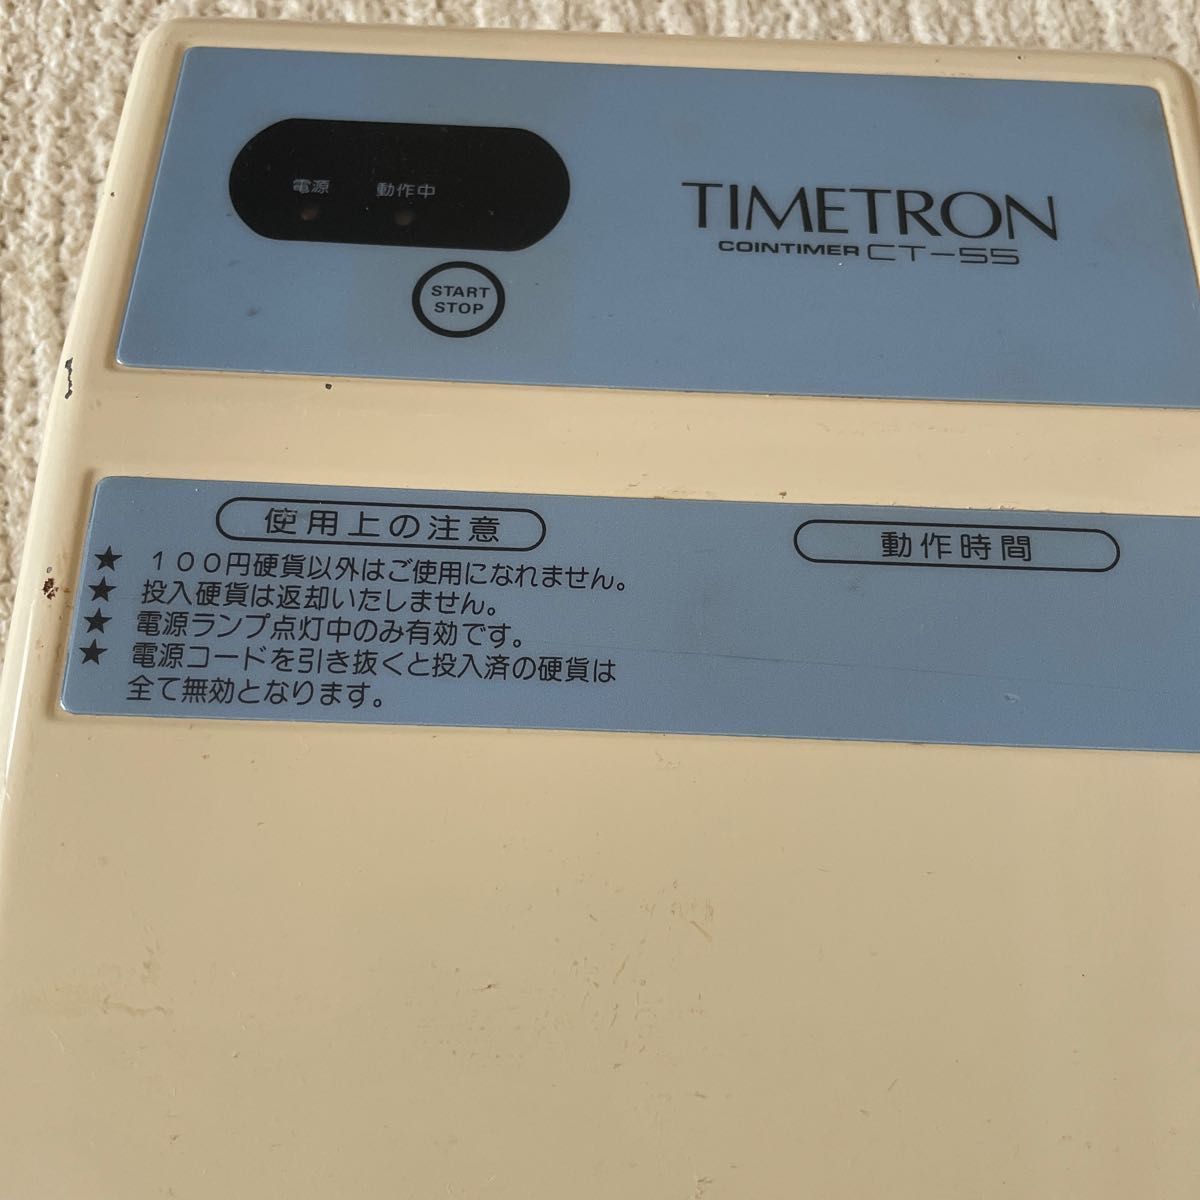 電源 動作中
TIMETRON
COINTIMER CT-55
START
STOP
使用上の注意
★ 100円硬貨以外はご使用になれません。
★ 投入硬貨は返却いたしません。
★ 電源ランプ点灯中のみ有効です。
★ 電源コードを引き抜くと投入済の硬貨は
全て無効となります。
動作時間